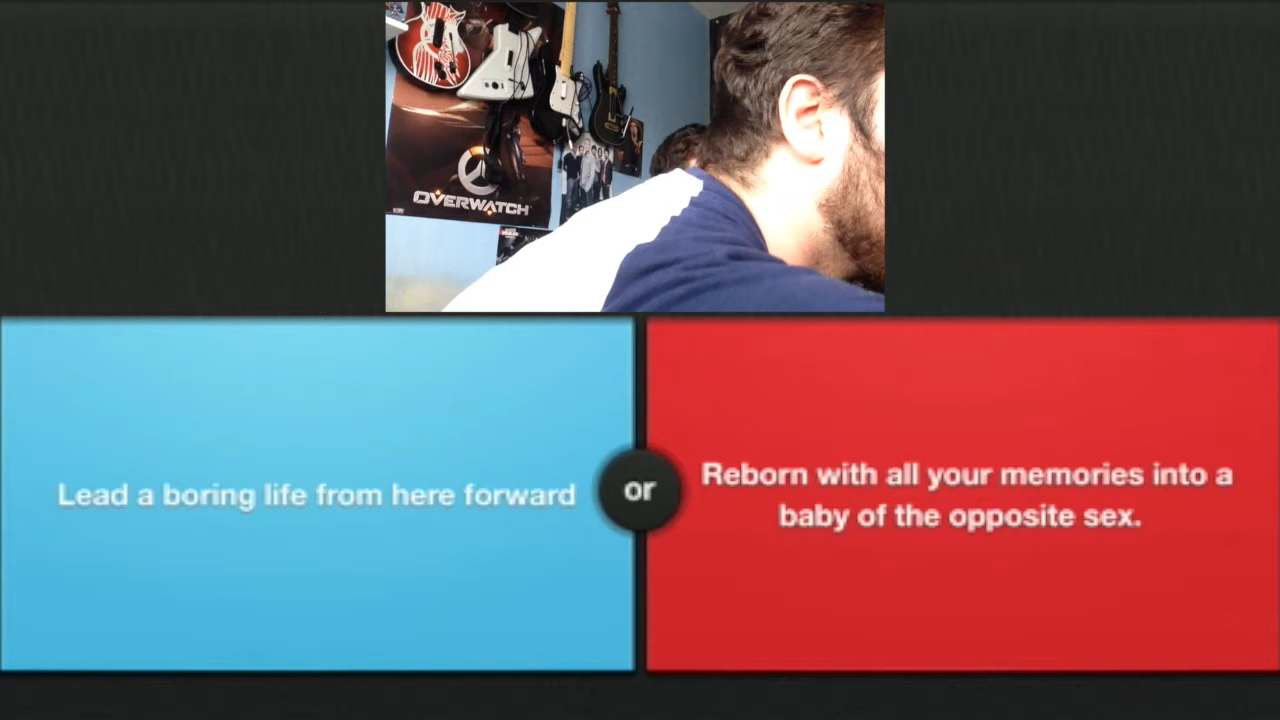 OVERWATCH
Lead a boring life from here forward
or
Reborn with all your memories into a
baby of the opposite sex.